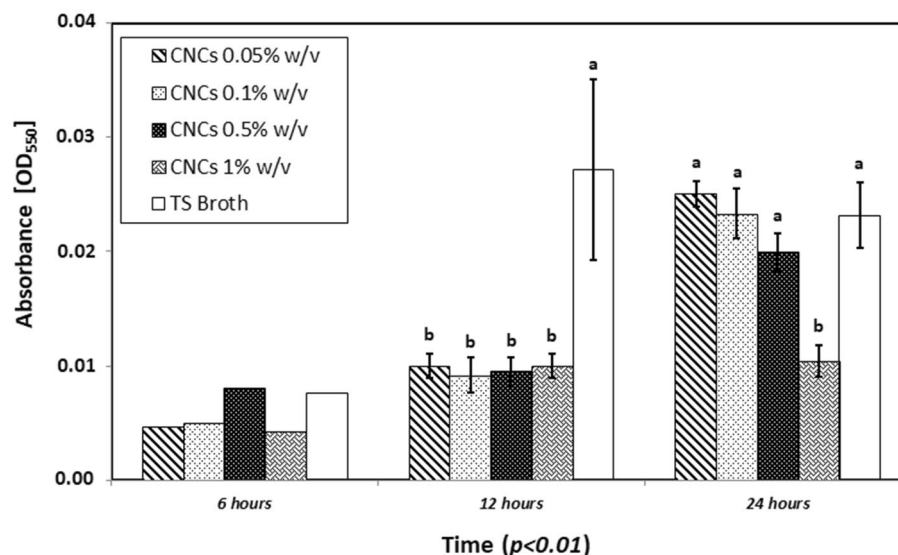 0.04
0.03
0.02
0.01
0.00
Absorbance [OD550]
CNCs 0.05% w/v
CNCs 0.1% w/v
CNCs 0.5% w/v
CNCs 1% w/v
TS Broth
b b b b a
a a a b a
6 hours 12 hours 24 hours
Time (p<0.01)